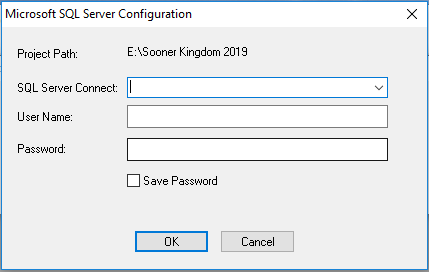 Microsoft SQL Server Configuration
Project Path: E:\Sooner Kingdom 2019
SQL Server Connect:
User Name:
Password:
Save Password
OK Cancel